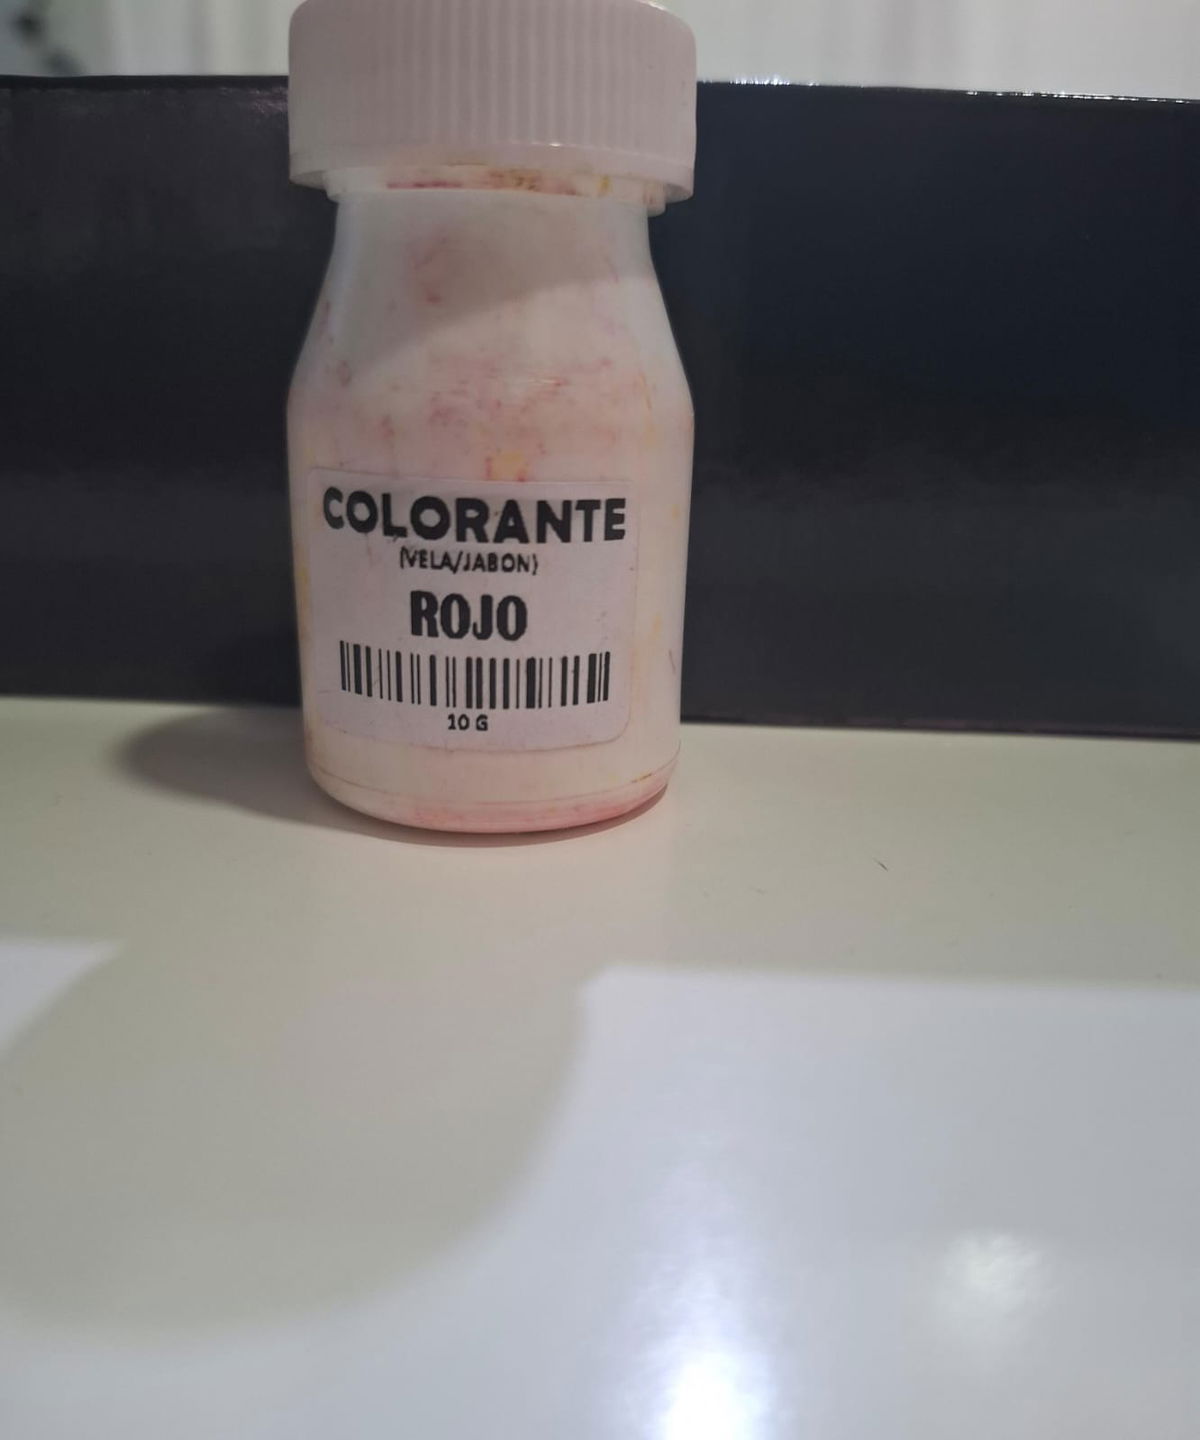 COLORANTE
(VELA/JABON)
ROJO
10 G